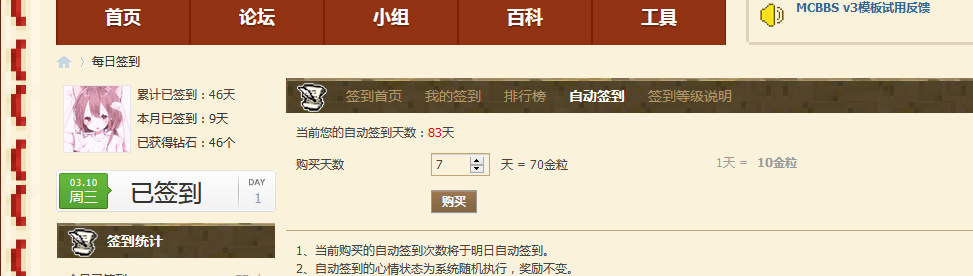 首页 论坛 小组 百科 工具
MCBBS v3模板试用反馈
每日签到
累计已签到：46天
本月已签到：9天
已获得钻石：46个
签到首页 我的签到 排行榜 自动签到 签到等级说明
当前您的自动签到天数：83天
购买天数 7 天 = 70金粒 1天 = 10金粒
购买
03.10
周三
已签到
DAY
1
签到统计
1、当前购买的自动签到次数将于明日自动签到。
2、自动签到的心情状态为系统随机执行，奖励不变。